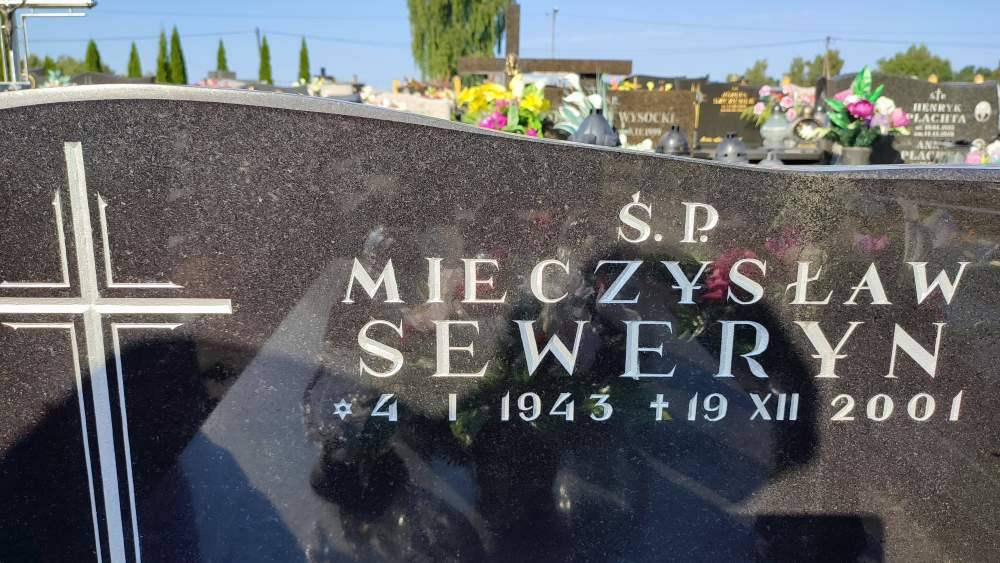 Ś.P.
MIECZYSŁAW
SEWERYN
✡ 4 I 1943 ✝ 19 XII 2001
WYSOCKI
Ś†P
HENRYK
PLACHTA